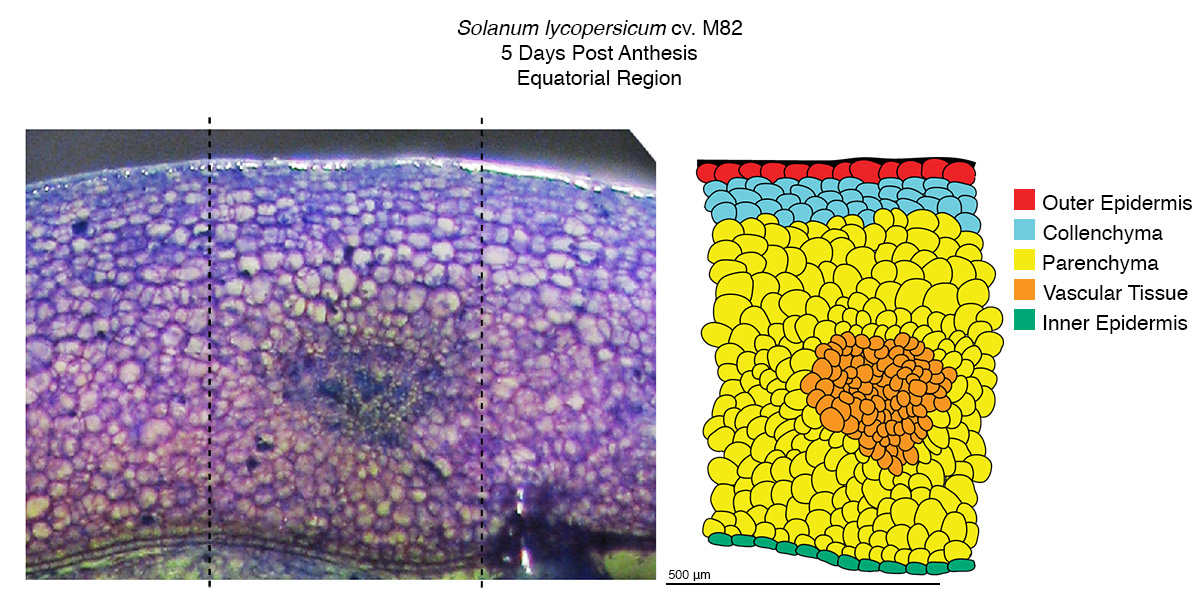 Solanum lycopersicum cv. M82
5 Days Post Anthesis
Equatorial Region
Outer Epidermis
Collenchyma
Parenchyma
Vascular Tissue
Inner Epidermis
500 µm